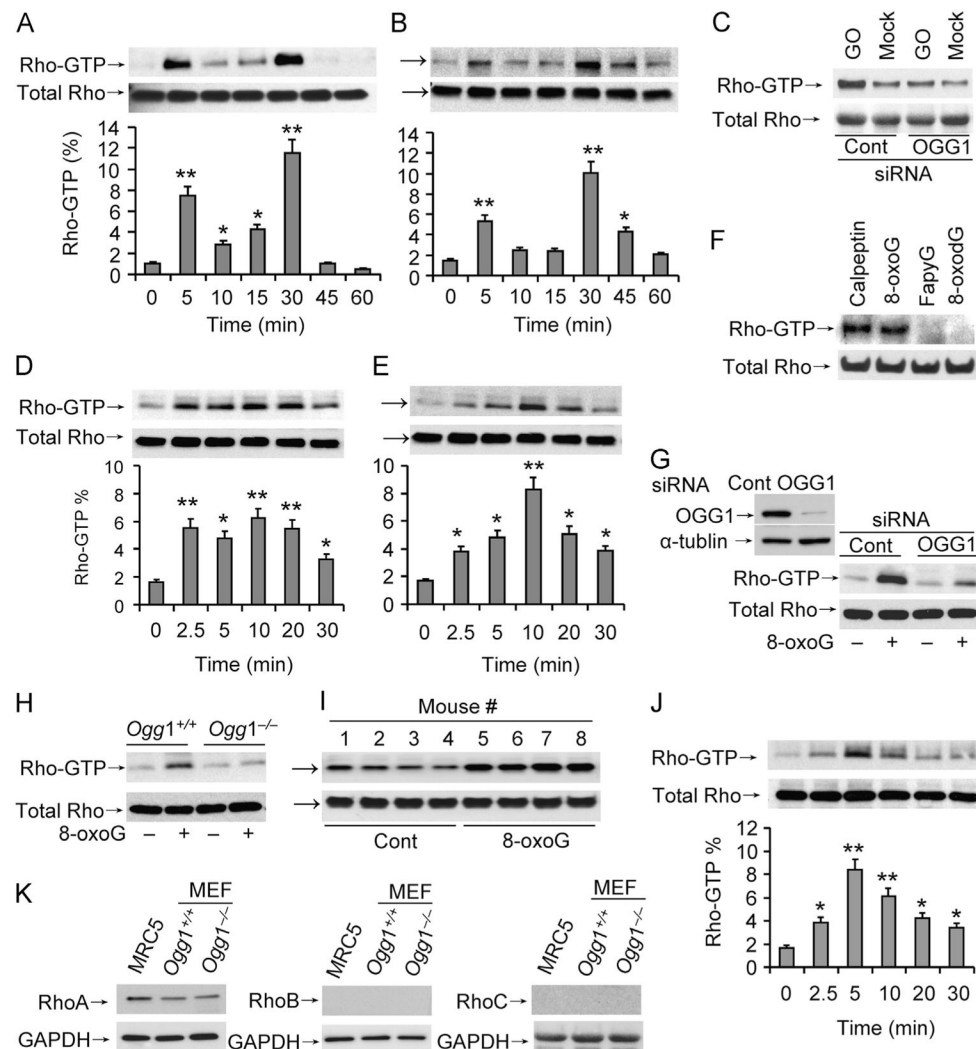 A
Rho-GTP→
Total Rho→
Rho-GTP (%)
14
12
10
8
6
4
2
0
**
*
*
**
0 5 10 15 30 45 60
Time (min)
B
→
→
14
12
10
8
6
4
2
0
**
**
*
0 5 10 15 30 45 60
Time (min)
C
GO Mock GO Mock
Rho-GTP→
Total Rho→
Cont OGG1
siRNA
D
Rho-GTP→
Total Rho→
Rho-GTP %
10
8
6
4
2
0
**
*
**
**
*
0 2.5 5 10 20 30
Time (min)
E
→
→
10
8
6
4
2
0
*
*
**
*
*
0 2.5 5 10 20 30
Time (min)
F
Calpeptin 8-oxoG FapyG 8-oxodG
Rho-GTP→
Total Rho→
G
siRNA Cont OGG1
OGG1→
α-tublin→
siRNA
Cont OGG1
Rho-GTP→
Total Rho→
8-oxoG – + – +
H
Ogg1+/+ Ogg1–/–
Rho-GTP→
Total Rho→
8-oxoG – + – +
I
Mouse #
1 2 3 4 5 6 7 8
→
→
Cont 8-oxoG
J
Rho-GTP→
Total Rho→
Rho-GTP %
12
10
8
6
4
2
0
*
**
**
*
*
0 2.5 5 10 20 30
Time (min)
K
MEF
MRC5 Ogg1+/+ Ogg1–/–
RhoA→
GAPDH→
MEF
MRC5 Ogg1+/+ Ogg1–/–
RhoB→
GAPDH→
MEF
MRC5 Ogg1+/+ Ogg1–/–
RhoC→
GAPDH→